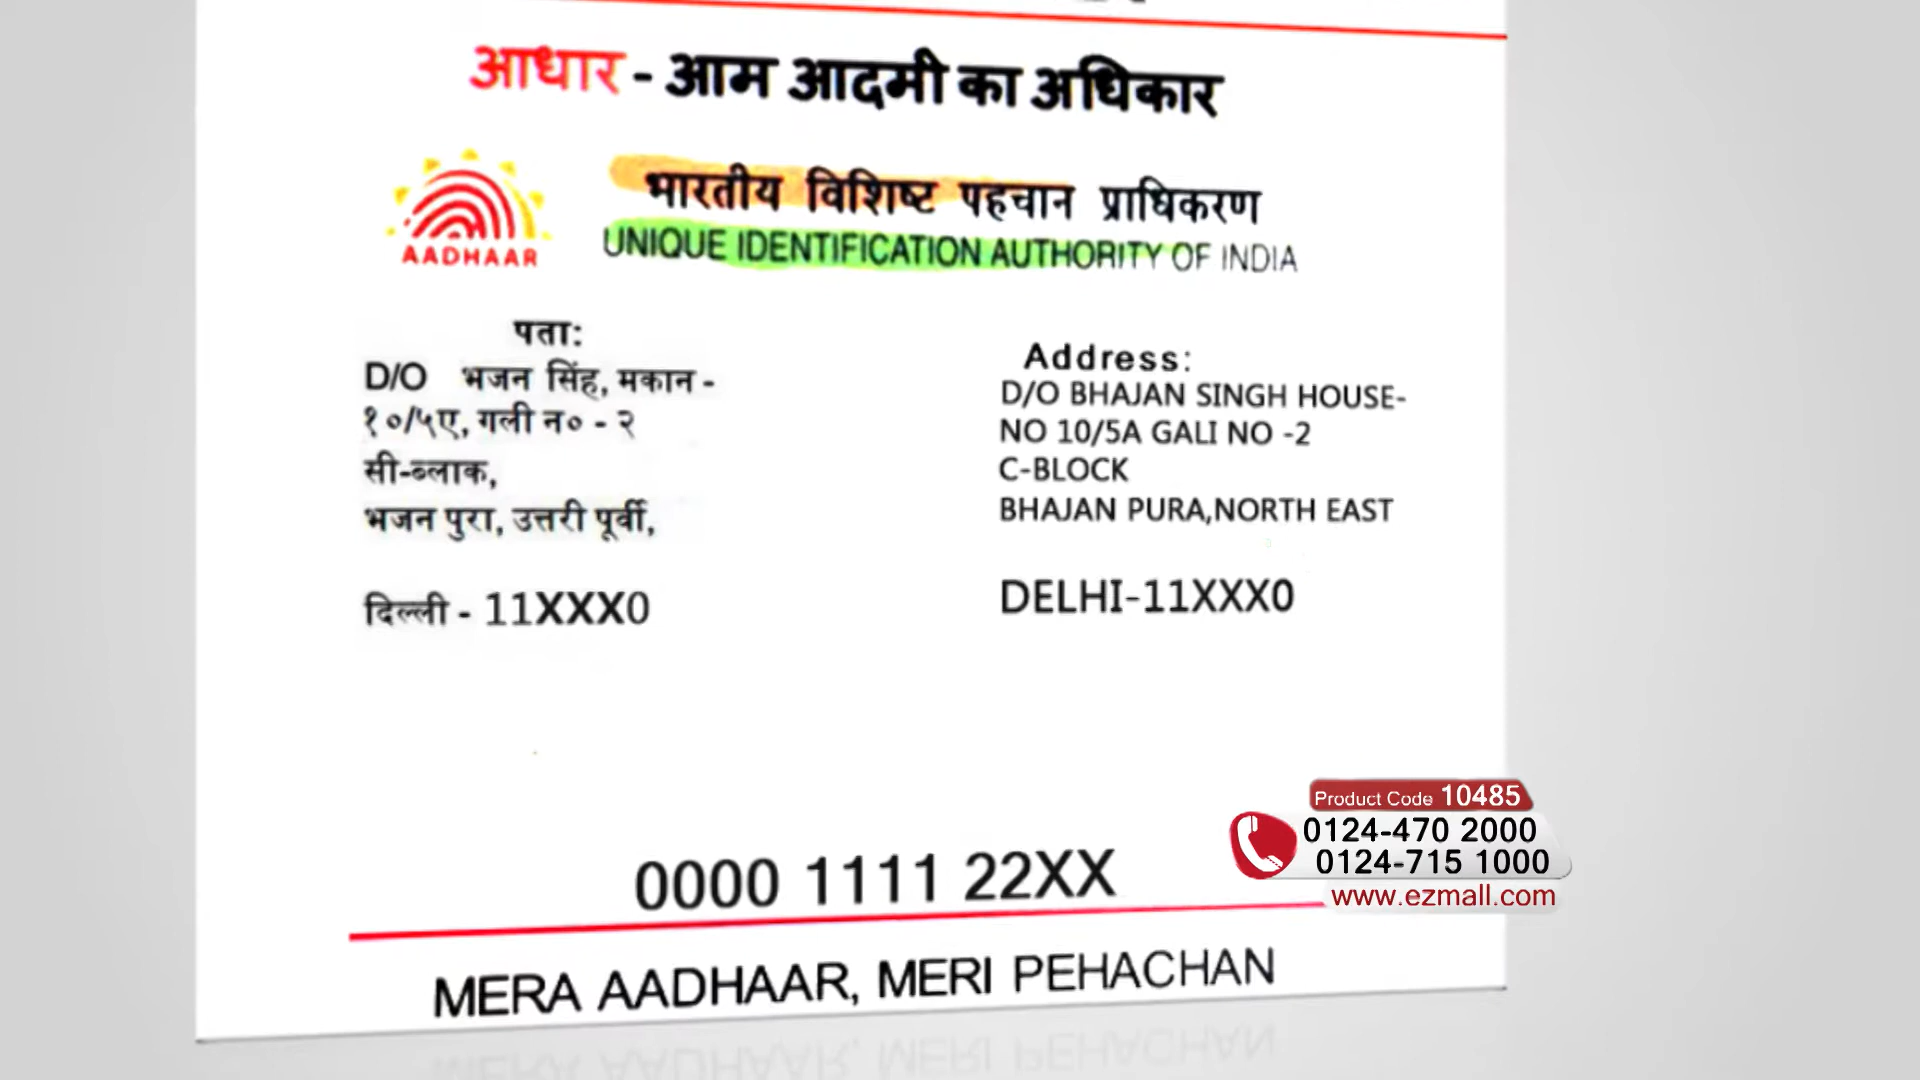 आधार - आम आदमी का अधिकार
AADHAAR
भारतीय विशिष्ट पहचान प्राधिकरण
UNIQUE IDENTIFICATION AUTHORITY OF INDIA
पता:
D/O भजन सिंह, मकान -
१०/५ए, गली न० - २
सी-ब्लाक,
भजन पुरा, उत्तरी पूर्वी,
दिल्ली - 11XXX0
Address:
D/O BHAJAN SINGH HOUSE-
NO 10/5A GALI NO -2
C-BLOCK
BHAJAN PURA,NORTH EAST
DELHI-11XXX0
0000 1111 22XX
MERA AADHAAR, MERI PEHACHAN
Product Code 10485
0124-470 2000
0124-715 1000
www.ezmall.com